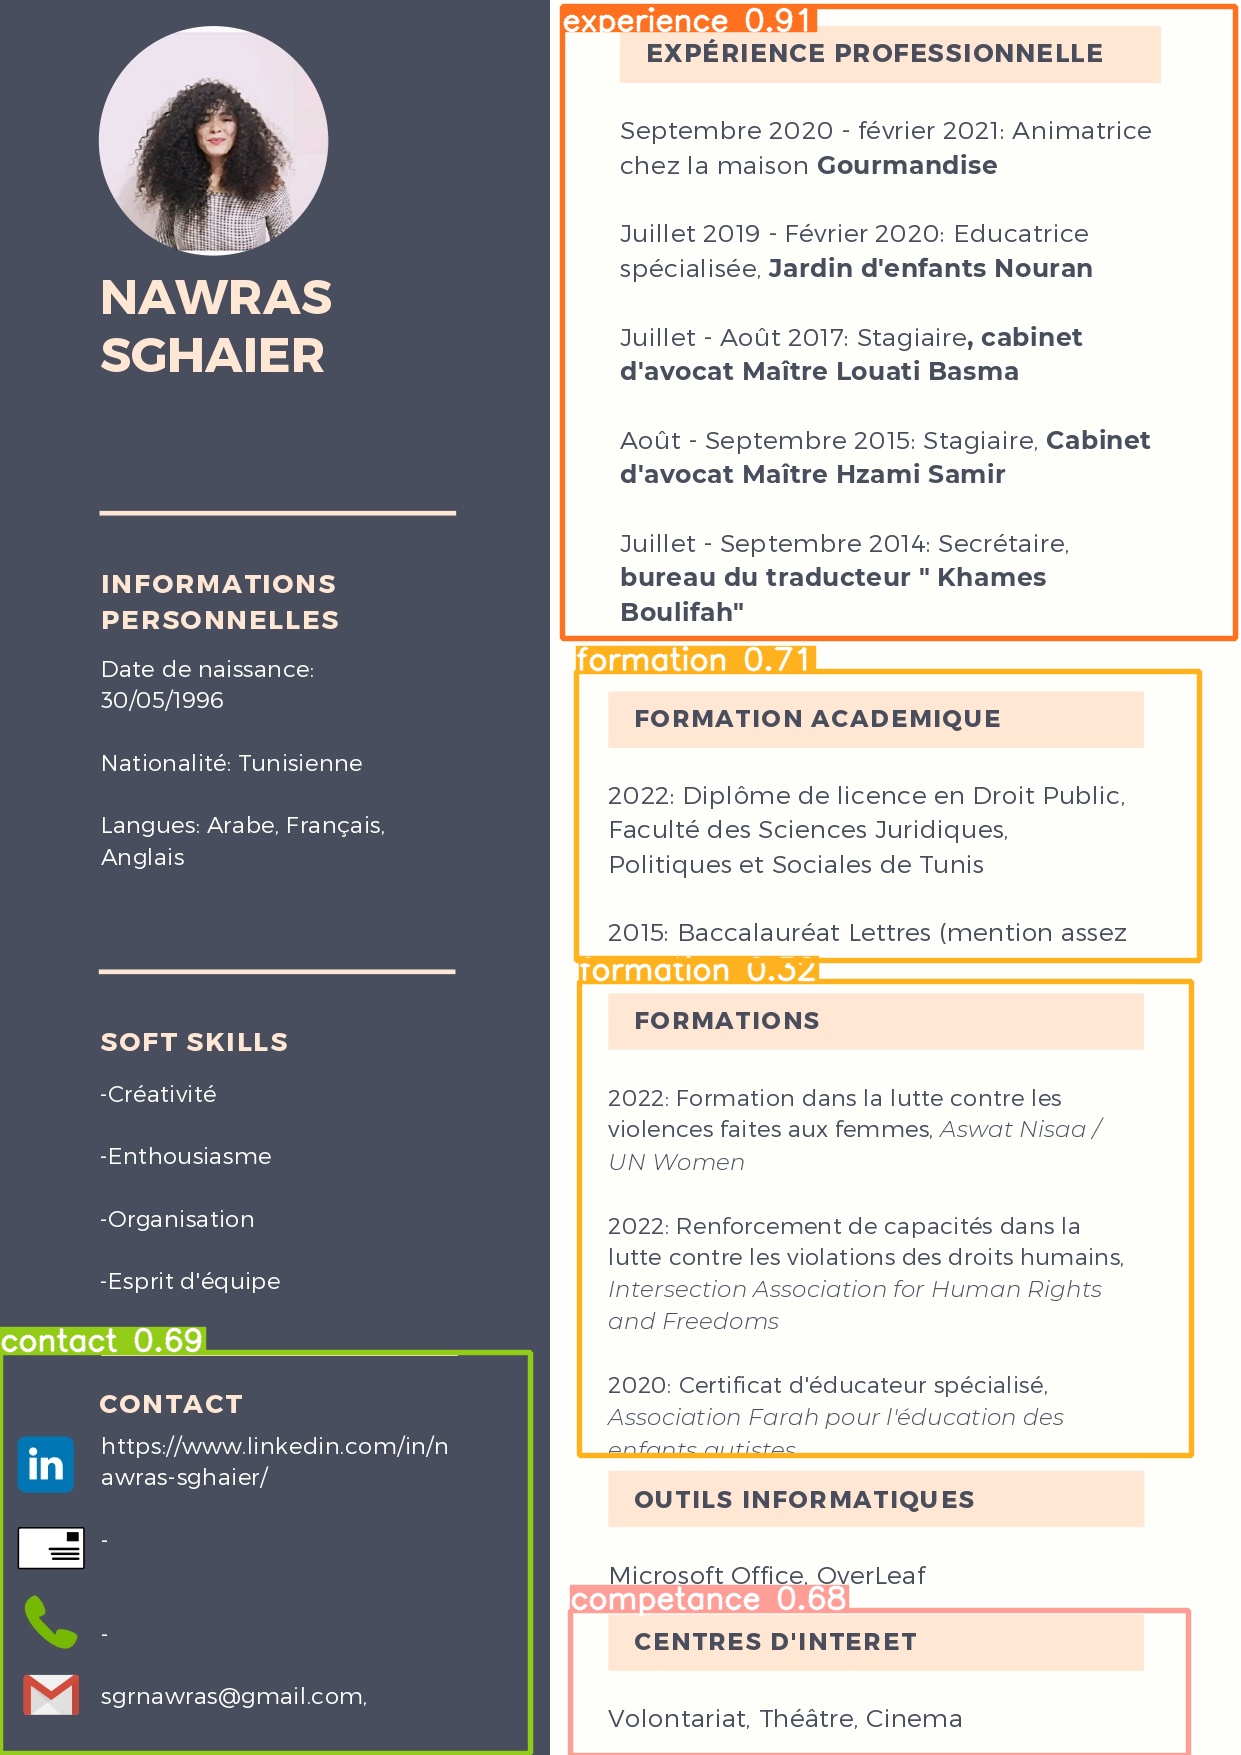 NAWRAS
SGHAIER
INFORMATIONS
PERSONNELLES
Date de naissance:
30/05/1996
Nationalité: Tunisienne
Langues: Arabe, Français,
Anglais
SOFT SKILLS
-Créativité
-Enthousiasme
-Organisation
-Esprit d'équipe
contact 0.69
CONTACT
in
https://www.linkedin.com/in/n
awras-sghaier/
-
-
sgrnawras@gmail.com,
experience 0.91
EXPÉRIENCE PROFESSIONNELLE
Septembre 2020 - février 2021: Animatrice
chez la maison Gourmandise
Juillet 2019 - Février 2020: Educatrice
spécialisée, Jardin d'enfants Nouran
Juillet - Août 2017: Stagiaire, cabinet
d'avocat Maître Louati Basma
Août - Septembre 2015: Stagiaire, Cabinet
d'avocat Maître Hzami Samir
Juillet - Septembre 2014: Secrétaire,
bureau du traducteur " Khames
Boulifah"
formation 0.71
FORMATION ACADEMIQUE
2022: Diplôme de licence en Droit Public,
Faculté des Sciences Juridiques,
Politiques et Sociales de Tunis
2015: Baccalauréat Lettres (mention assez
formation 0.32
FORMATIONS
2022: Formation dans la lutte contre les
violences faites aux femmes, Aswat Nisaa /
UN Women
2022: Renforcement de capacités dans la
lutte contre les violations des droits humains,
Intersection Association for Human Rights
and Freedoms
2020: Certificat d'éducateur spécialisé,
Association Farah pour l'éducation des
enfants autistes
OUTILS INFORMATIQUES
Microsoft Office, OverLeaf
competance 0.68
CENTRES D'INTERET
Volontariat, Théâtre, Cinema